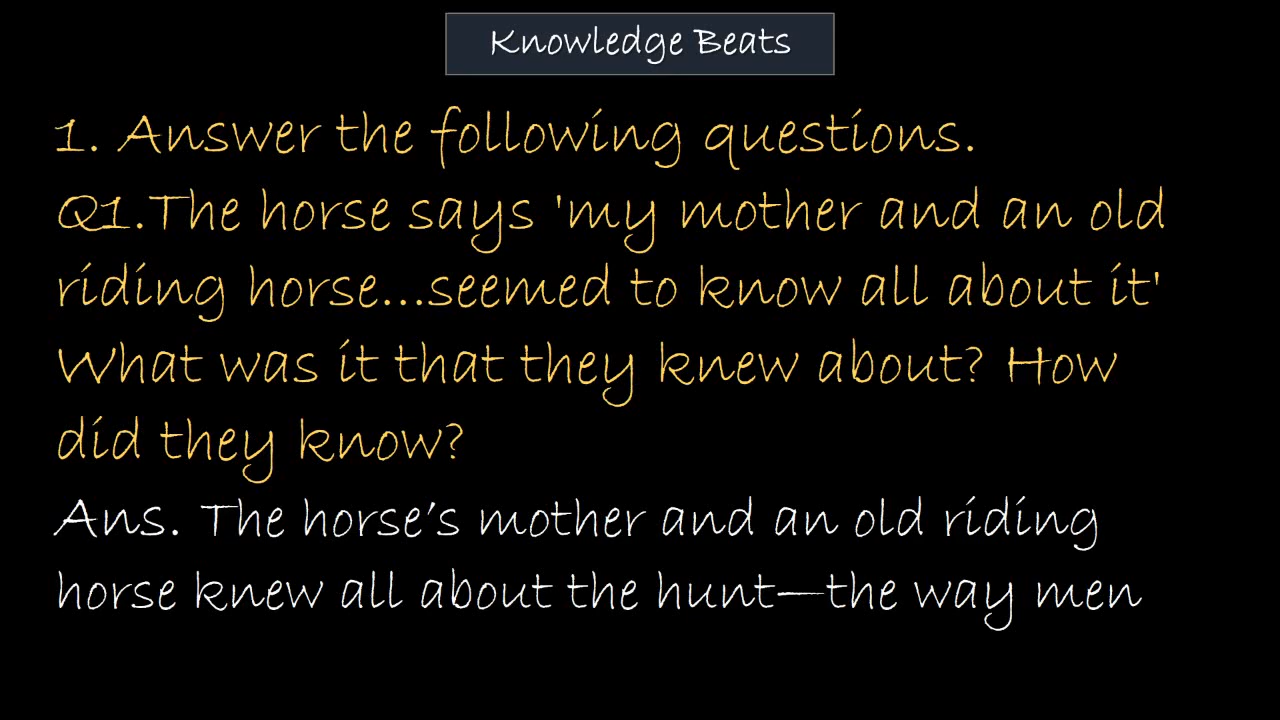 Knowledge Beats
1. Answer the following questions.
Q1.The horse says 'my mother and an old
riding horse...seemed to know all about it'
What was it that they knew about? How
did they know?
Ans. The horse’s mother and an old riding
horse knew all about the hunt—the way men